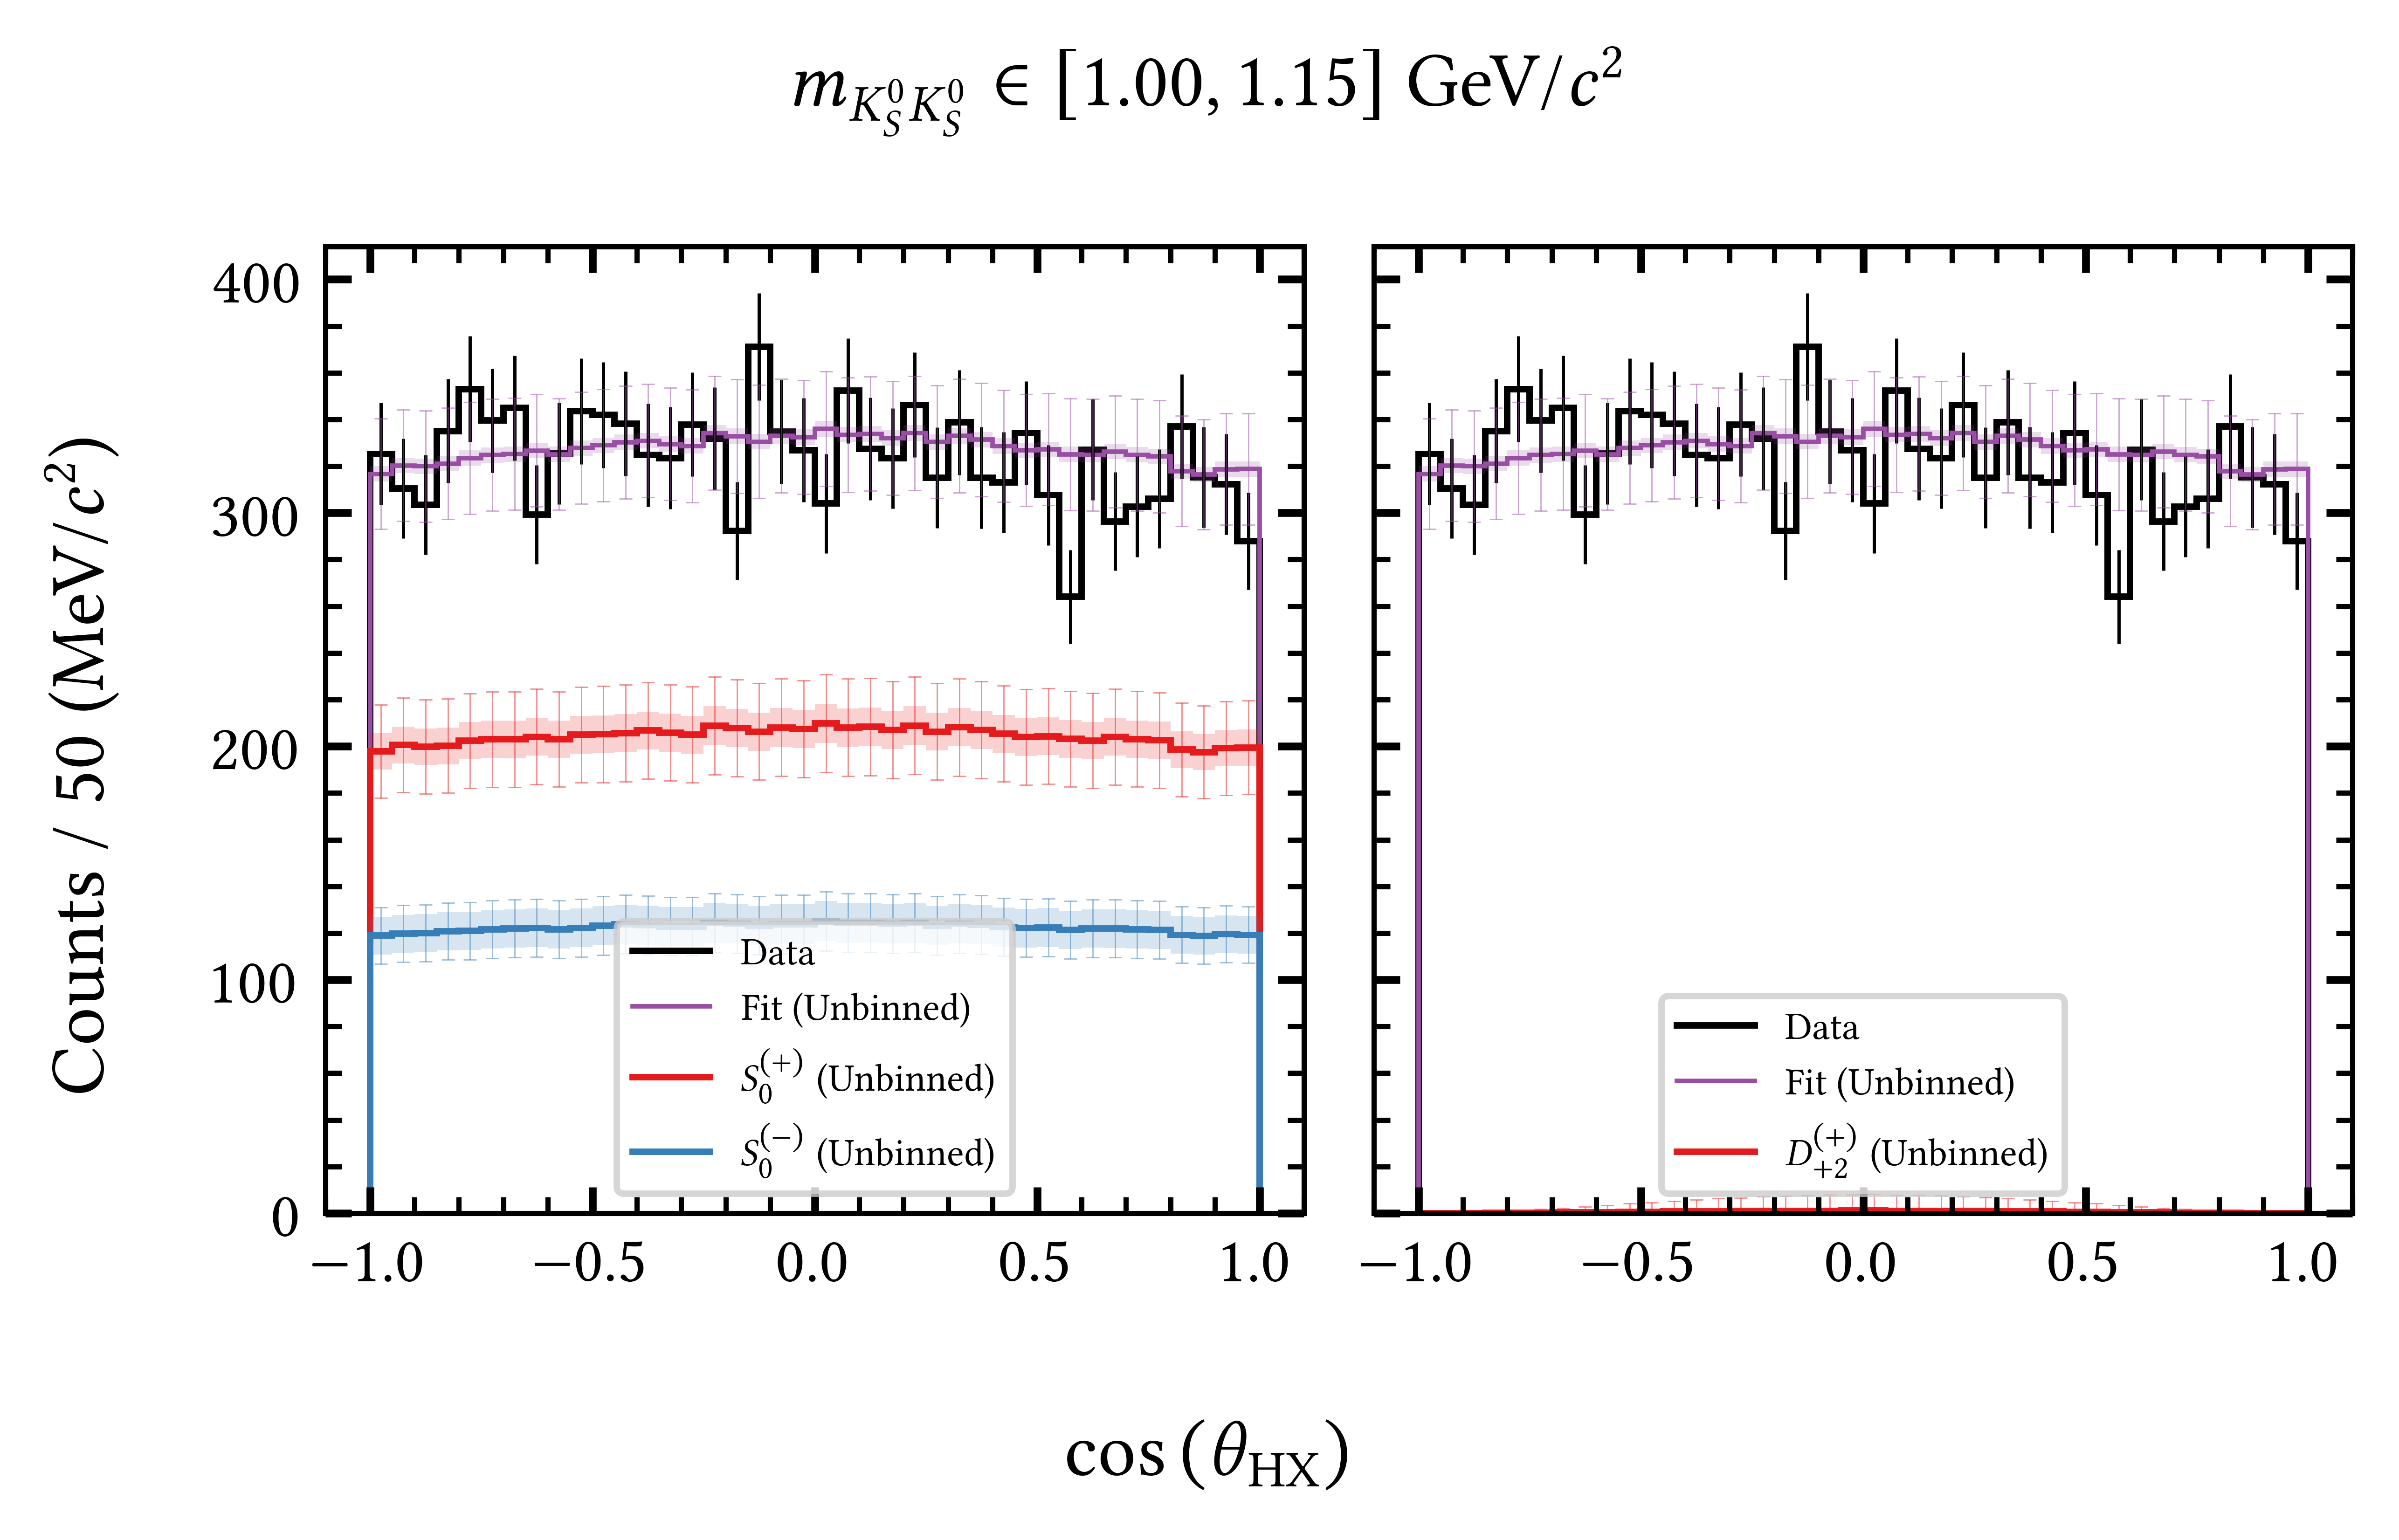 m_{K_S^0 K_S^0} ∈ [1.00, 1.15] GeV/c²
Counts / 50 (MeV/c²)
400
300
200
100
0
−1.0 −0.5 0.0 0.5 1.0
Data
Fit (Unbinned)
S_0^{(+)} (Unbinned)
S_0^{(−)} (Unbinned)
−1.0 −0.5 0.0 0.5 1.0
Data
Fit (Unbinned)
D_{+2}^{(+)} (Unbinned)
cos (θ_{HX})